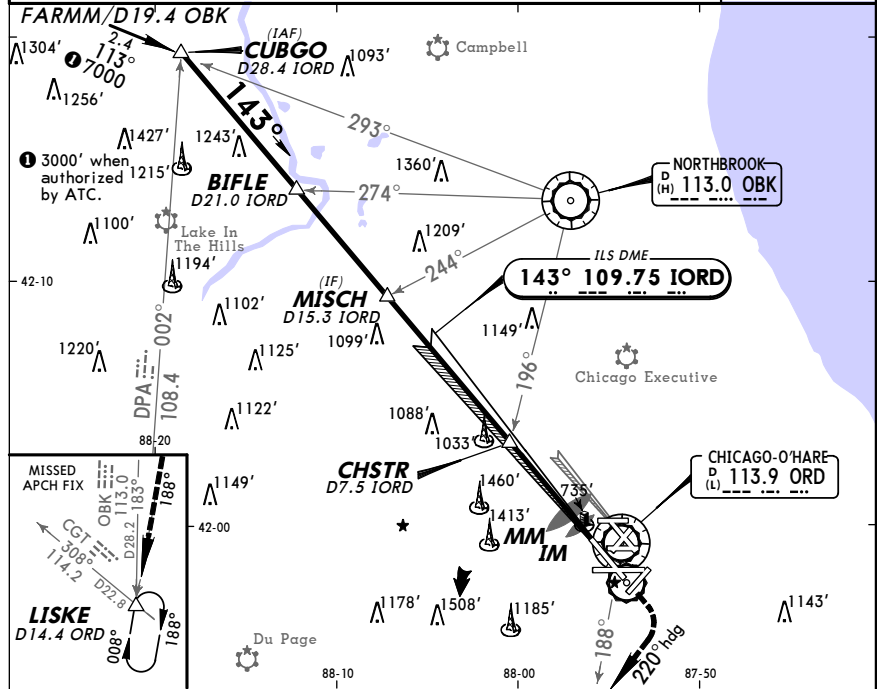 FARMM/D19.4 OBK
2.4
113°
1 7000
(IAF)
CUBGO
D28.4 IORD
1304'
1093'
Campbell
1256'
143°
293°
1427'
1243'
1 3000' when
authorized
by ATC.
1215'
1360'
NORTHBROOK
D
(H) 113.0 OBK
BIFLE
D21.0 IORD
274°
1100'
Lake In
The Hills
1209'
244°
1194'
ILS DME
143° 109.75 IORD
42-10
(IF)
MISCH
D15.3 IORD
1102'
1099'
1149'
002°
196°
1220'
1125'
Chicago Executive
DPA
108.4
1122'
1088'
1033'
88-20
CHSTR
D7.5 IORD
CHICAGO-O'HARE
D
(L) 113.9 ORD
MISSED
APCH FIX
OBK
113.0
183°
188°
1149'
1460'
735'
42-00
D28.2
CGT
308°
114.2
D22.8
1413'
MM
IM
LISKE
D14.4 ORD
008°
188°
1178'
1508'
1185'
1143'
188°
220° hdg
Du Page
88-10
88-00
87-50